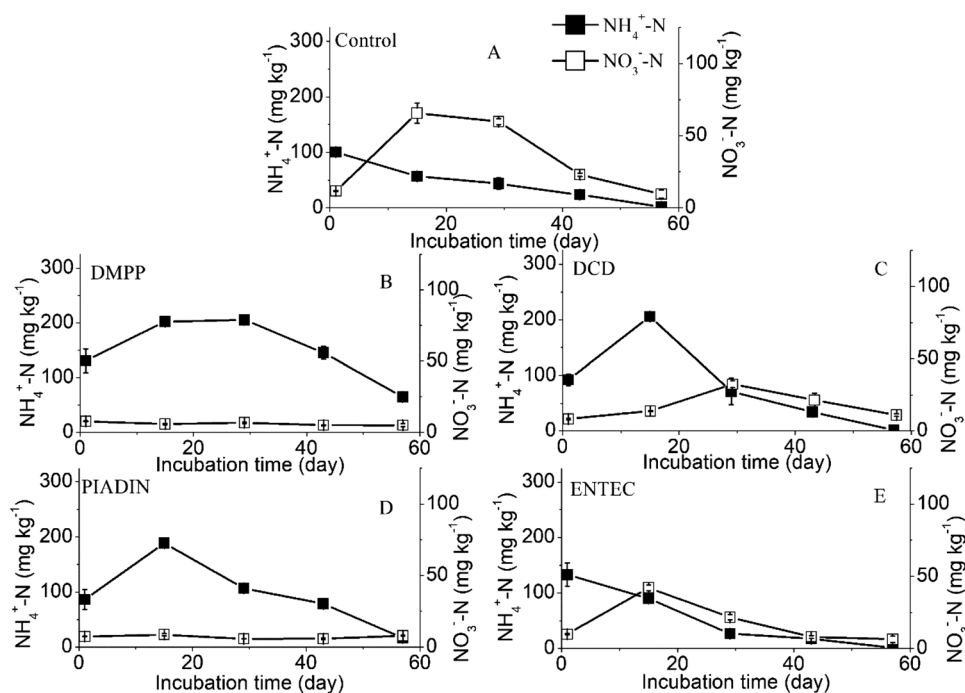 NH₄⁺-N
NO₃⁻-N
Control
A
300
200
100
0
NH₄⁺-N (mg kg⁻¹)
100
50
0
NO₃⁻-N (mg kg⁻¹)
0 20 40 60
Incubation time (day)
DMPP
B
300
200
100
0
NH₄⁺-N (mg kg⁻¹)
100
50
0
NO₃⁻-N (mg kg⁻¹)
0 20 40 60
Incubation time (day)
DCD
C
300
200
100
0
NH₄⁺-N (mg kg⁻¹)
100
50
0
NO₃⁻-N (mg kg⁻¹)
0 20 40 60
Incubation time (day)
PIADIN
D
300
200
100
0
NH₄⁺-N (mg kg⁻¹)
100
50
0
NO₃⁻-N (mg kg⁻¹)
0 20 40 60
Incubation time (day)
ENTEC
E
300
200
100
0
NH₄⁺-N (mg kg⁻¹)
100
50
0
NO₃⁻-N (mg kg⁻¹)
0 20 40 60
Incubation time (day)